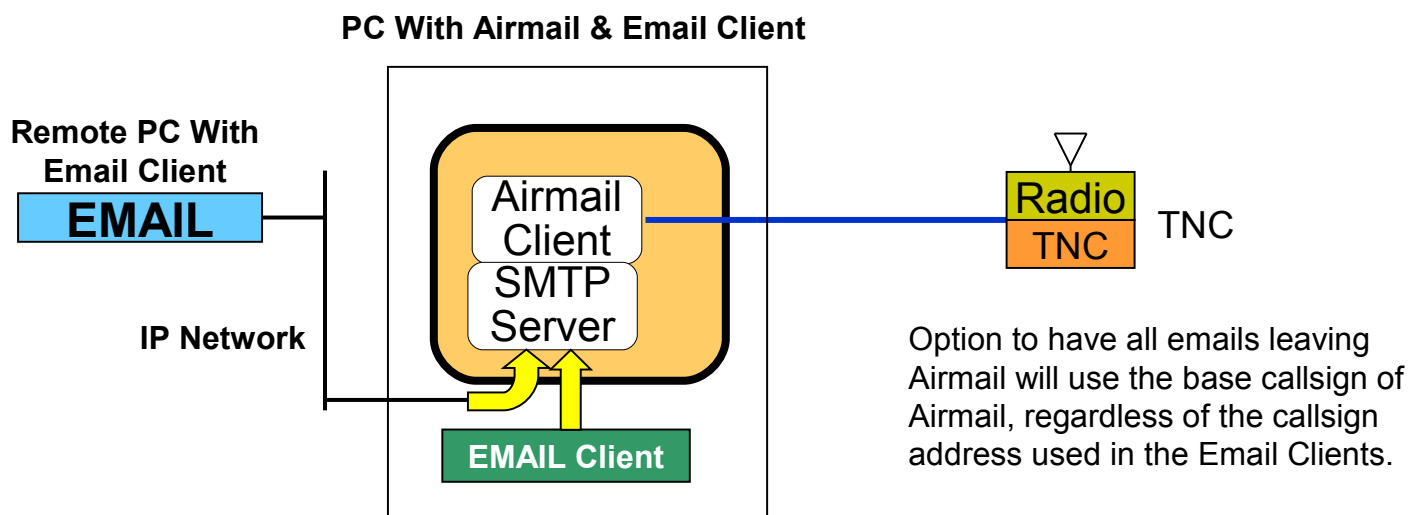 PC With Airmail & Email Client
Remote PC With
Email Client
EMAIL
Airmail
Client
SMTP
Server
Radio
TNC
TNC
IP Network
EMAIL Client
Option to have all emails leaving
Airmail will use the base callsign of
Airmail, regardless of the callsign
address used in the Email Clients.